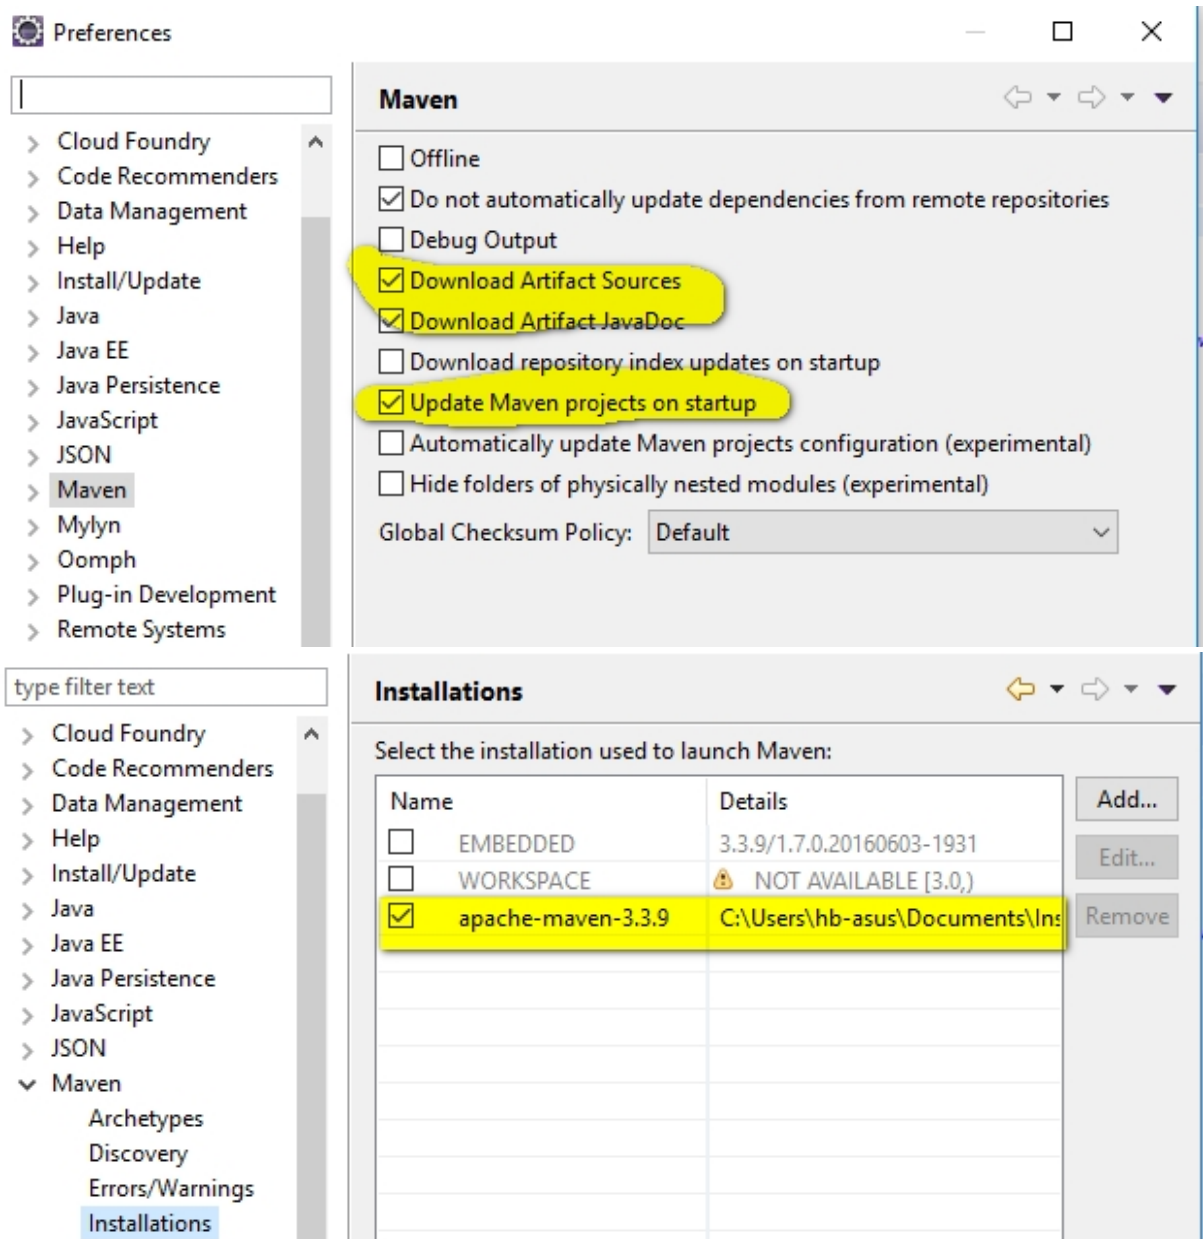 Preferences
Maven
Cloud Foundry
Code Recommenders
Data Management
Help
Install/Update
Java
Java EE
Java Persistence
JavaScript
JSON
Maven
Mylyn
Oomph
Plug-in Development
Remote Systems
Offline
Do not automatically update dependencies from remote repositories
Debug Output
Download Artifact Sources
Download Artifact JavaDoc
Download repository index updates on startup
Update Maven projects on startup
Automatically update Maven projects configuration (experimental)
Hide folders of physically nested modules (experimental)
Global Checksum Policy: Default
type filter text
Cloud Foundry
Code Recommenders
Data Management
Help
Install/Update
Java
Java EE
Java Persistence
JavaScript
JSON
Maven
Archetypes
Discovery
Errors/Warnings
Installations
Installations
Select the installation used to launch Maven:
Name Details
EMBEDDED 3.3.9/1.7.0.20160603-1931
WORKSPACE NOT AVAILABLE [3.0,)
apache-maven-3.3.9 C:\Users\hb-asus\Documents\Ins
Add...
Edit...
Remove